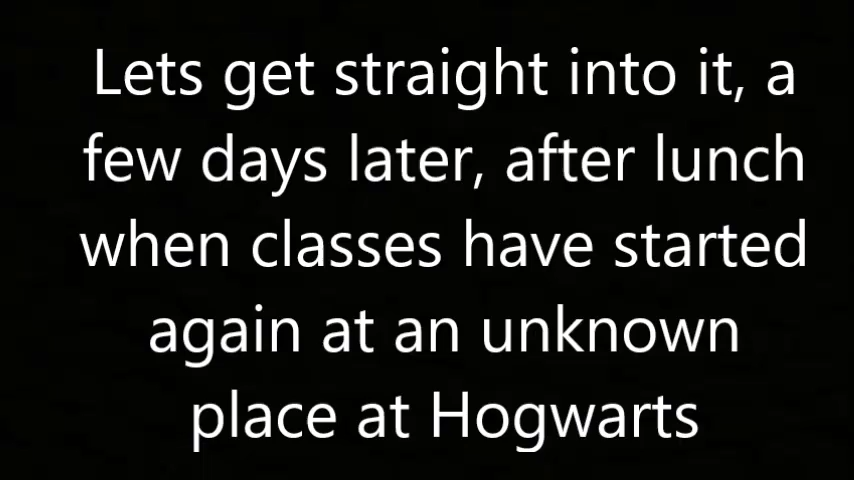 Lets get straight into it, a
few days later, after lunch
when classes have started
again at an unknown
place at Hogwarts